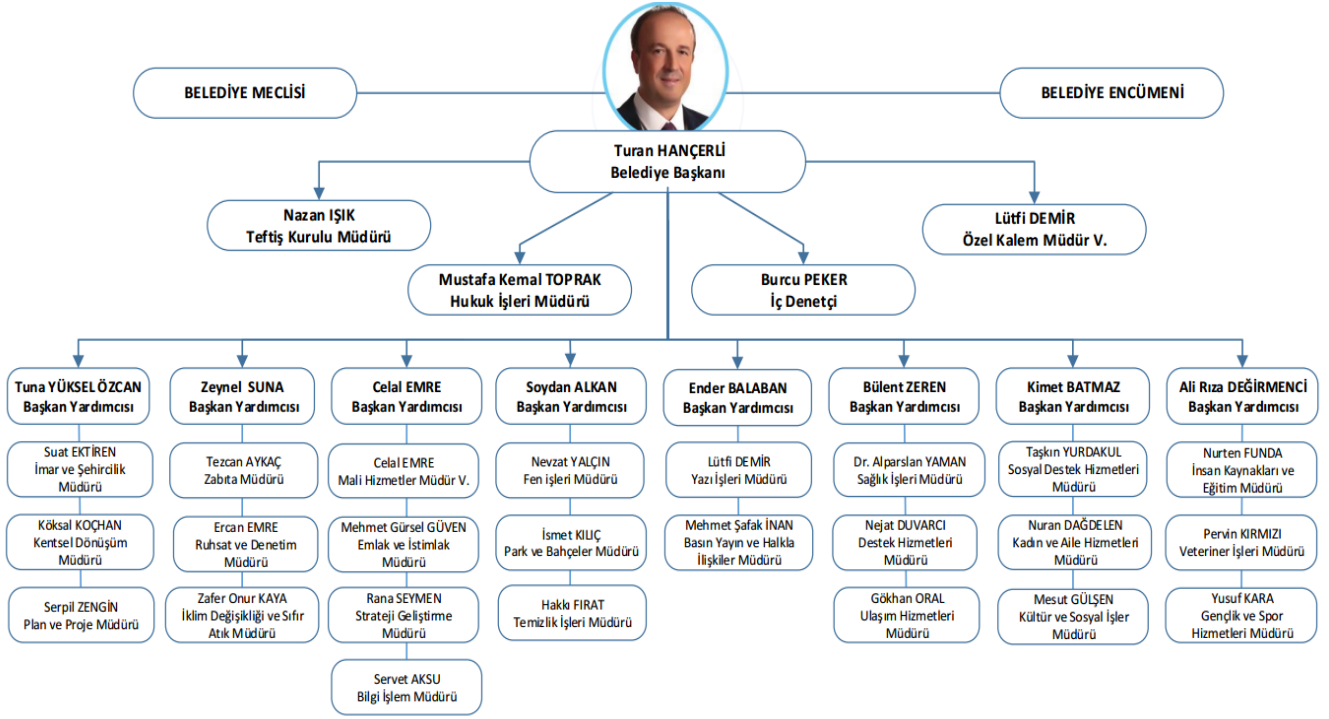 BELEDİYE MECLİSİ
BELEDİYE ENCÜMENİ
Turan HANÇERLİ
Belediye Başkanı
Nazan IŞIK
Teftiş Kurulu Müdürü
Lütfi DEMİR
Özel Kalem Müdür V.
Mustafa Kemal TOPRAK
Hukuk İşleri Müdürü
Burcu PEKER
İç Denetçi
Tuna YÜKSEL ÖZCAN
Başkan Yardımcısı
Suat EKTİREN
İmar ve Şehircilik
Müdürü
Köksal KOÇHAN
Kentsel Dönüşüm
Müdürü
Serpil ZENGİN
Plan ve Proje Müdürü
Zeynel SUNA
Başkan Yardımcısı
Tezcan AYKAÇ
Zabıta Müdürü
Ercan EMRE
Ruhsat ve Denetim
Müdürü
Zafer Onur KAYA
İklim Değişikliği ve Sıfır
Atık Müdürü
Celal EMRE
Başkan Yardımcısı
Celal EMRE
Mali Hizmetler Müdür V.
Mehmet Gürsel GÜVEN
Emlak ve İstimlak
Müdürü
Rana SEYMEN
Strateji Geliştirme
Müdürü
Servet AKSU
Bilgi İşlem Müdürü
Soydan ALKAN
Başkan Yardımcısı
Nevzat YALÇIN
Fen işleri Müdürü
İsmet KILIÇ
Park ve Bahçeler Müdürü
Hakkı FIRAT
Temizlik İşleri Müdürü
Ender BALABAN
Başkan Yardımcısı
Lütfi DEMİR
Yazı İşleri Müdürü
Mehmet Şafak İNAN
Basın Yayın ve Halkla
İlişkiler Müdürü
Bülent ZEREN
Başkan Yardımcısı
Dr. Alparslan YAMAN
Sağlık İşleri Müdürü
Nejat DUVARCI
Destek Hizmetleri
Müdürü
Gökhan ORAL
Ulaşım Hizmetleri
Müdürü
Kimet BATMAZ
Başkan Yardımcısı
Taşkın YURDAKUL
Sosyal Destek Hizmetleri
Müdürü
Nuran DAĞDELEN
Kadın ve Aile Hizmetleri
Müdürü
Mesut GÜLŞEN
Kültür ve Sosyal İşler
Müdürü
Ali Rıza DEĞİRMENCİ
Başkan Yardımcısı
Nurten FUNDA
İnsan Kaynakları ve
Eğitim Müdürü
Pervin KIRMIZI
Veteriner İşleri Müdürü
Yusuf KARA
Gençlik ve Spor
Hizmetleri Müdürü